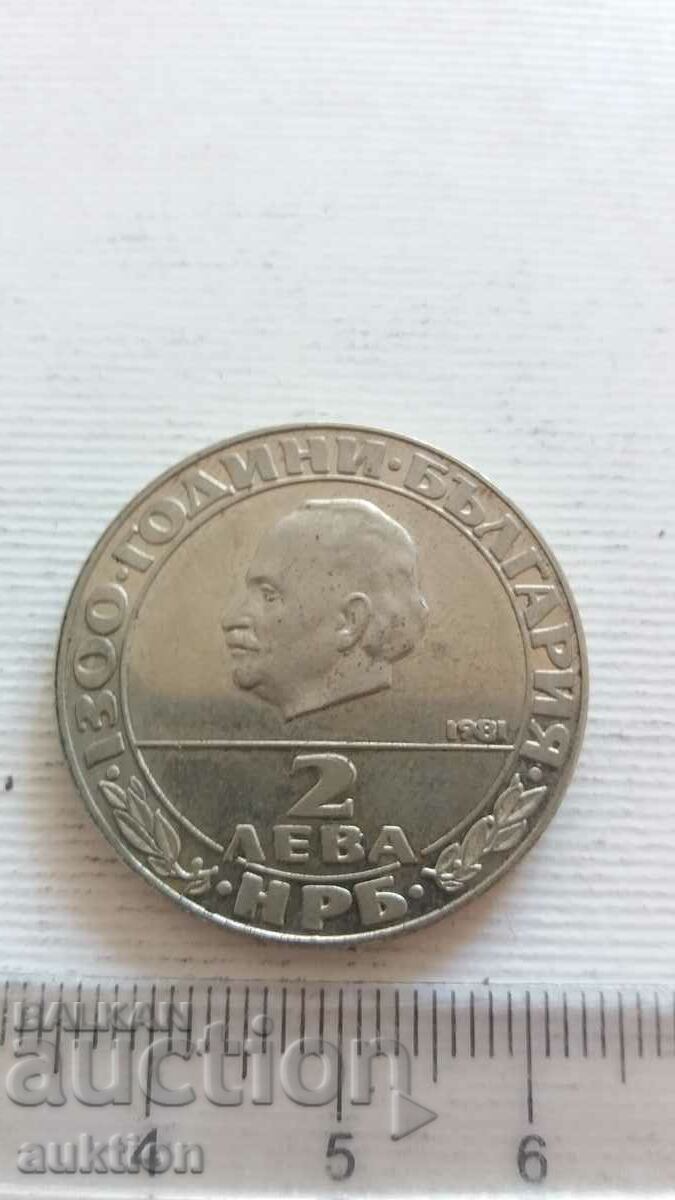 ·1300·ГОДИНИ·БЪЛГАРИЯ·
1981
2
ЛЕВА
·НРБ·
BALKAN
auction
auktion
4 5 6